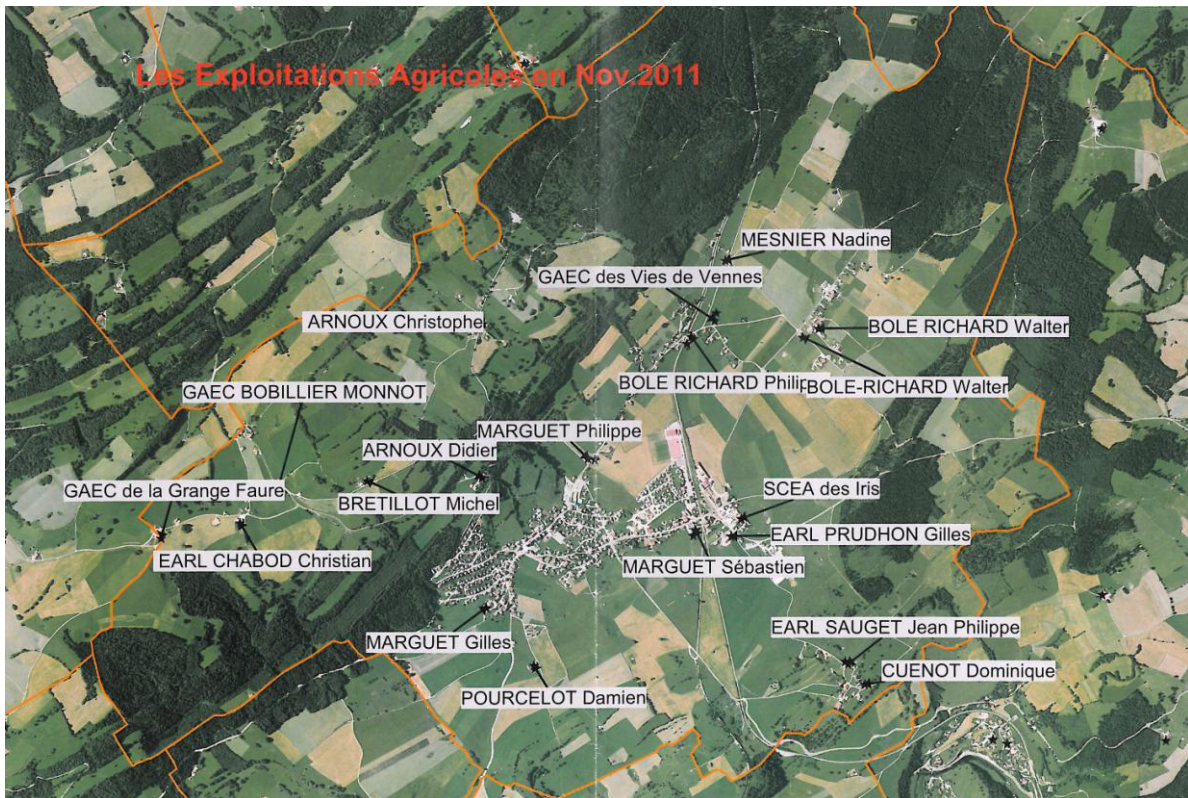 Les Exploitations Agricoles en Nov.2011
MESNIER Nadine
GAEC des Vies de Vennes
ARNOUX Christophe
BOLE RICHARD Walter
GAEC BOBILLIER MONNOT
BOLE RICHARD Philip
BOLE-RICHARD Walter
MARGUET Philippe
ARNOUX Didier
GAEC de la Grange Faure
BRETILLOT Michel
SCEA des Iris
EARL CHABOD Christian
EARL PRUDHON Gilles
MARGUET Sébastien
EARL SAUGET Jean Philippe
MARGUET Gilles
CUENOT Dominique
POURCELOT Damien